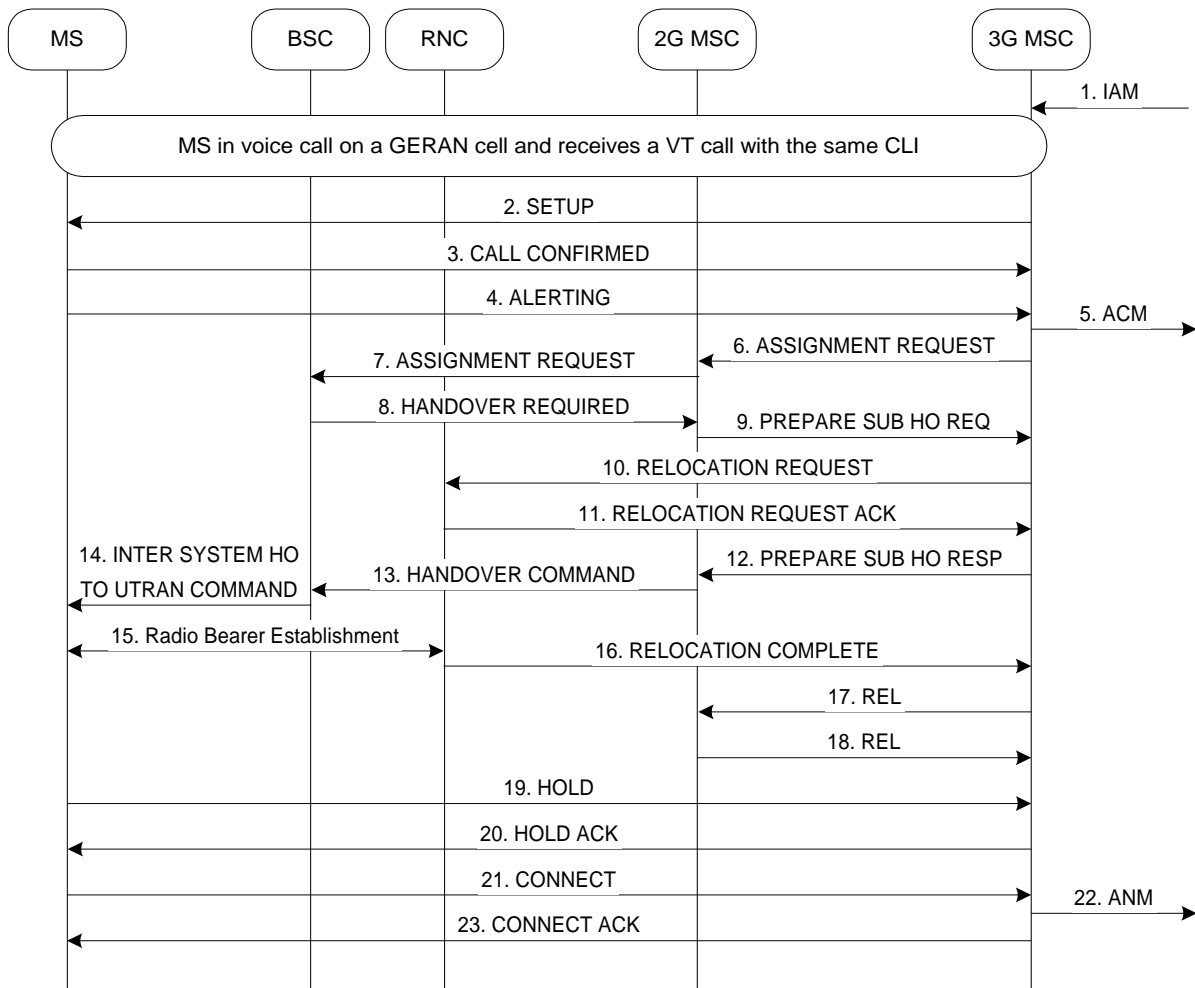 MS
BSC
RNC
2G MSC
3G MSC
1. IAM
MS in voice call on a GERAN cell and receives a VT call with the same CLI
2. SETUP
3. CALL CONFIRMED
4. ALERTING
5. ACM
6. ASSIGNMENT REQUEST
7. ASSIGNMENT REQUEST
8. HANDOVER REQUIRED
9. PREPARE SUB HO REQ
10. RELOCATION REQUEST
11. RELOCATION REQUEST ACK
12. PREPARE SUB HO RESP
13. HANDOVER COMMAND
14. INTER SYSTEM HO
TO UTRAN COMMAND
15. Radio Bearer Establishment
16. RELOCATION COMPLETE
17. REL
18. REL
19. HOLD
20. HOLD ACK
21. CONNECT
22. ANM
23. CONNECT ACK